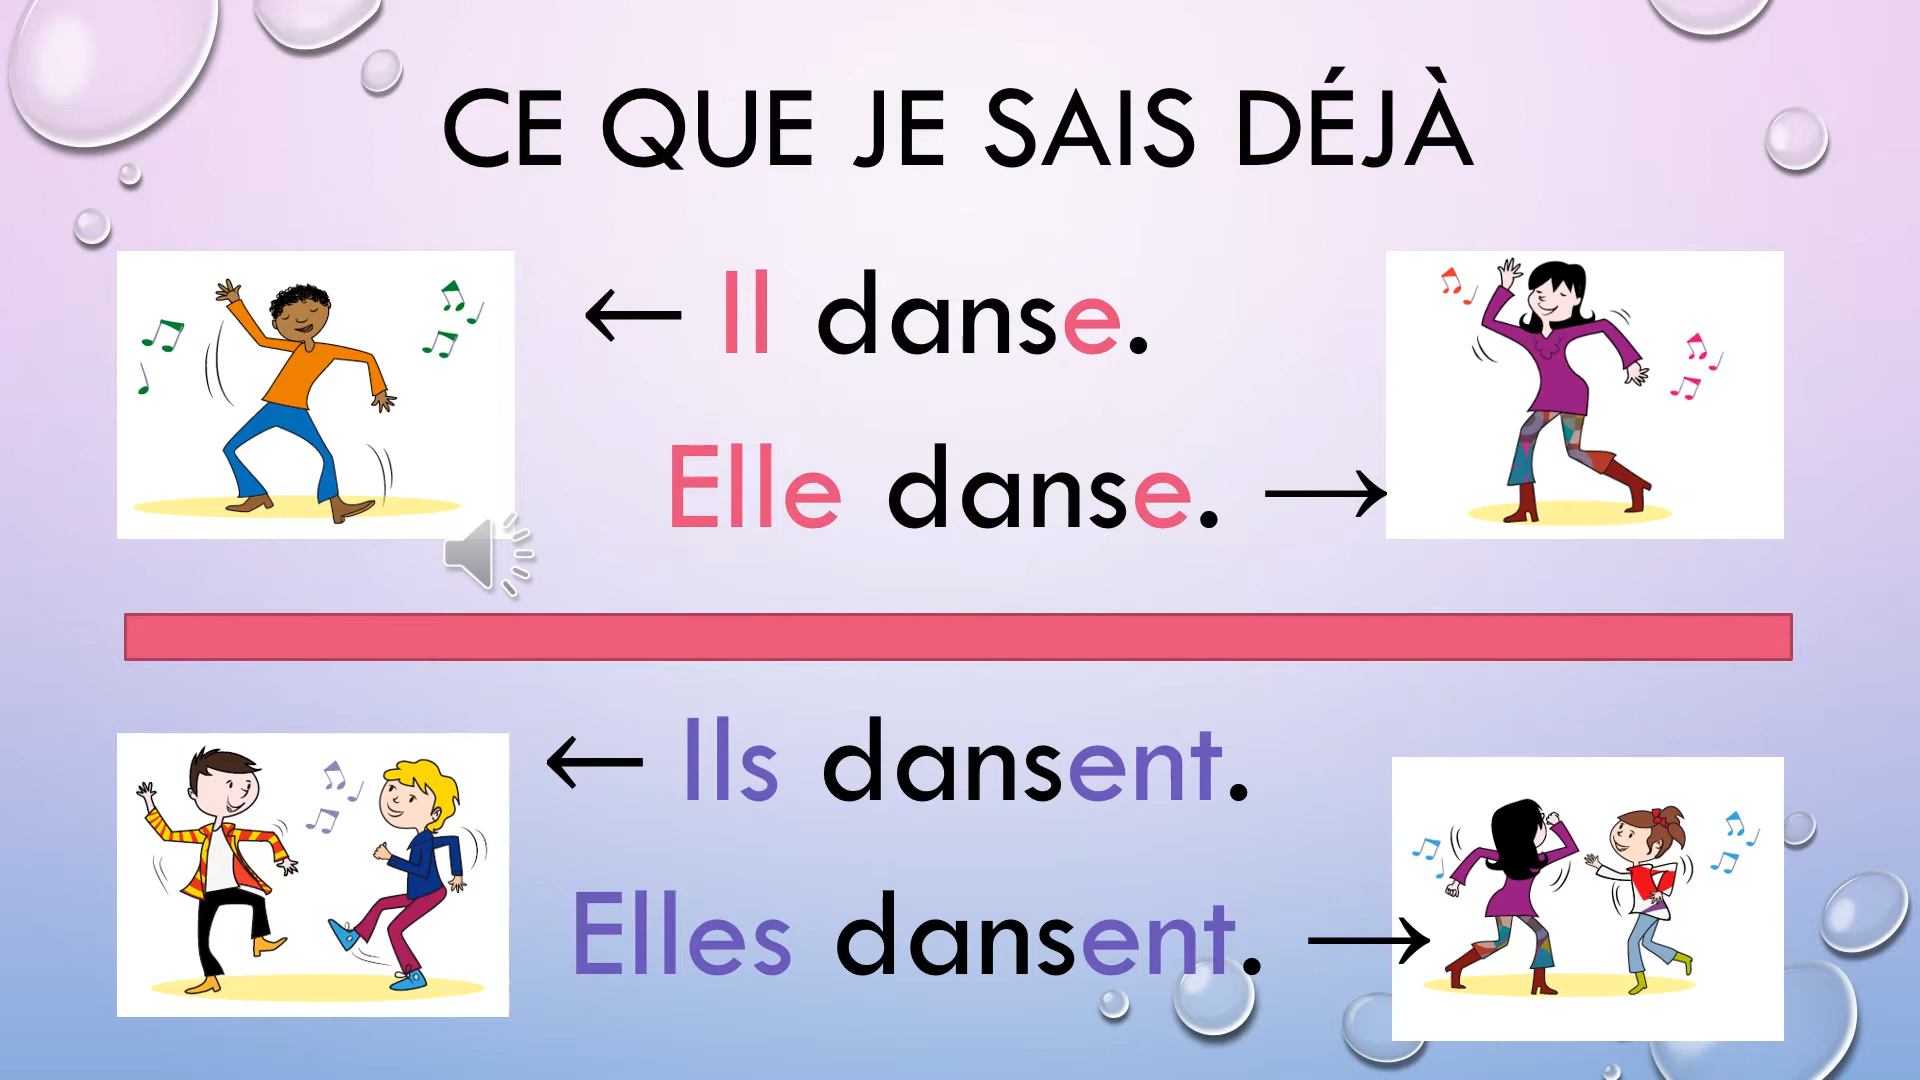 CE QUE JE SAIS DÉJÀ
← Il danse.
Elle danse. →
← Ils dansent.
Elles dansent. →